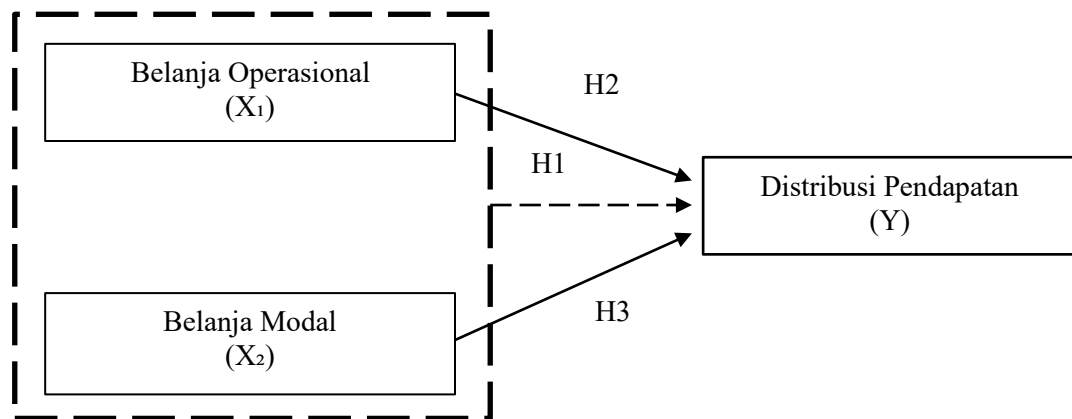 Belanja Operasional
(X₁)
H2
H1
Distribusi Pendapatan
(Y)
H3
Belanja Modal
(X₂)